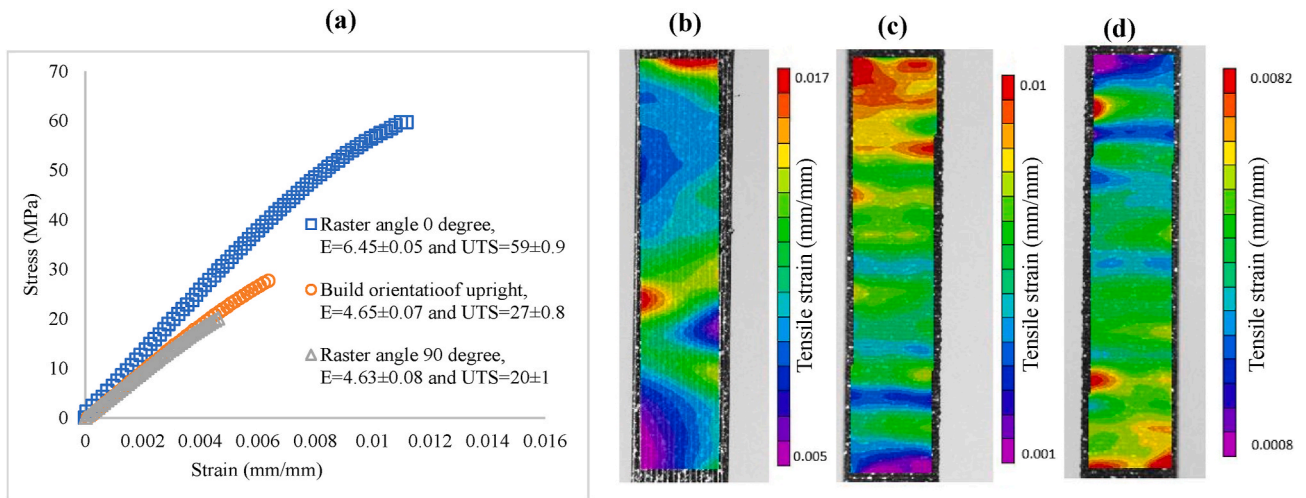 (a)
70
60
50
40
30
20
10
0
Stress (MPa)
0 0.002 0.004 0.006 0.008 0.01 0.012 0.014 0.016
Strain (mm/mm)
Raster angle 0 degree,
E=6.45±0.05 and UTS=59±0.9
Build orientatioof upright,
E=4.65±0.07 and UTS=27±0.8
Raster angle 90 degree,
E=4.63±0.08 and UTS=20±1
(b)
0.017
Tensile strain (mm/mm)
0.005
(c)
0.01
Tensile strain (mm/mm)
0.001
(d)
0.0082
Tensile strain (mm/mm)
0.0008